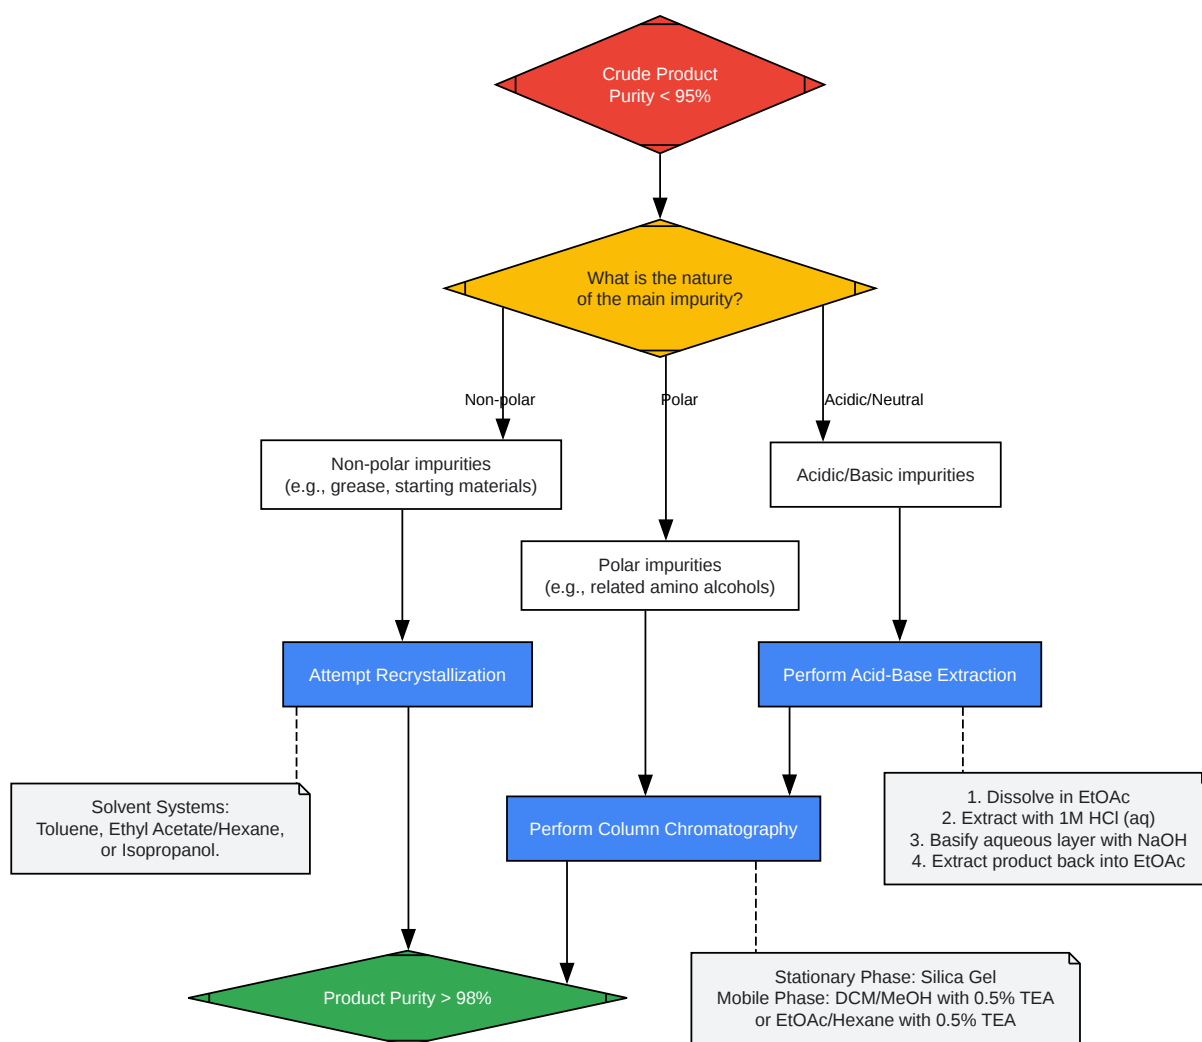 Crude Product
Purity < 95%
What is the nature
of the main impurity?
Non-polar
Polar
Acidic/Neutral
Non-polar impurities
(e.g., grease, starting materials)
Acidic/Basic impurities
Polar impurities
(e.g., related amino alcohols)
Attempt Recrystallization
Perform Acid-Base Extraction
Solvent Systems:
Toluene, Ethyl Acetate/Hexane,
or Isopropanol.
Perform Column Chromatography
1. Dissolve in EtOAc
2. Extract with 1M HCl (aq)
3. Basify aqueous layer with NaOH
4. Extract product back into EtOAc
Product Purity > 98%
Stationary Phase: Silica Gel
Mobile Phase: DCM/MeOH with 0.5% TEA
or EtOAc/Hexane with 0.5% TEA